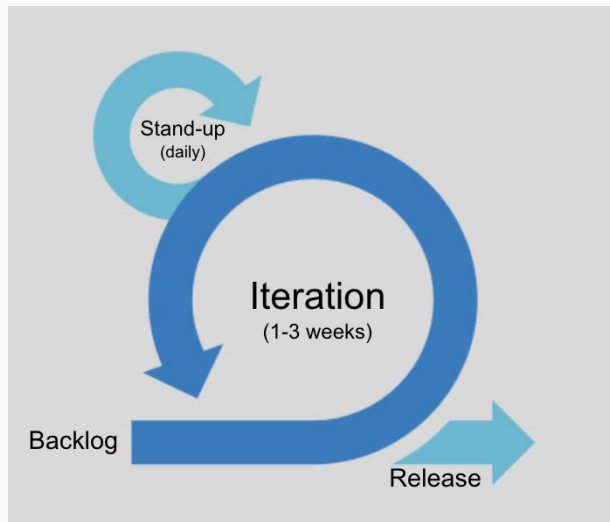 Stand-up
(daily)
Iteration
(1-3 weeks)
Backlog
Release